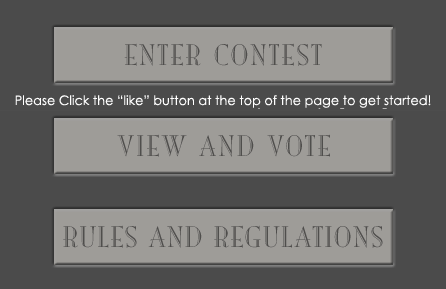 ENTER CONTEST
Please Click the “like” button at the top of the page to get started!
VIEW AND VOTE
RULES AND REGULATIONS